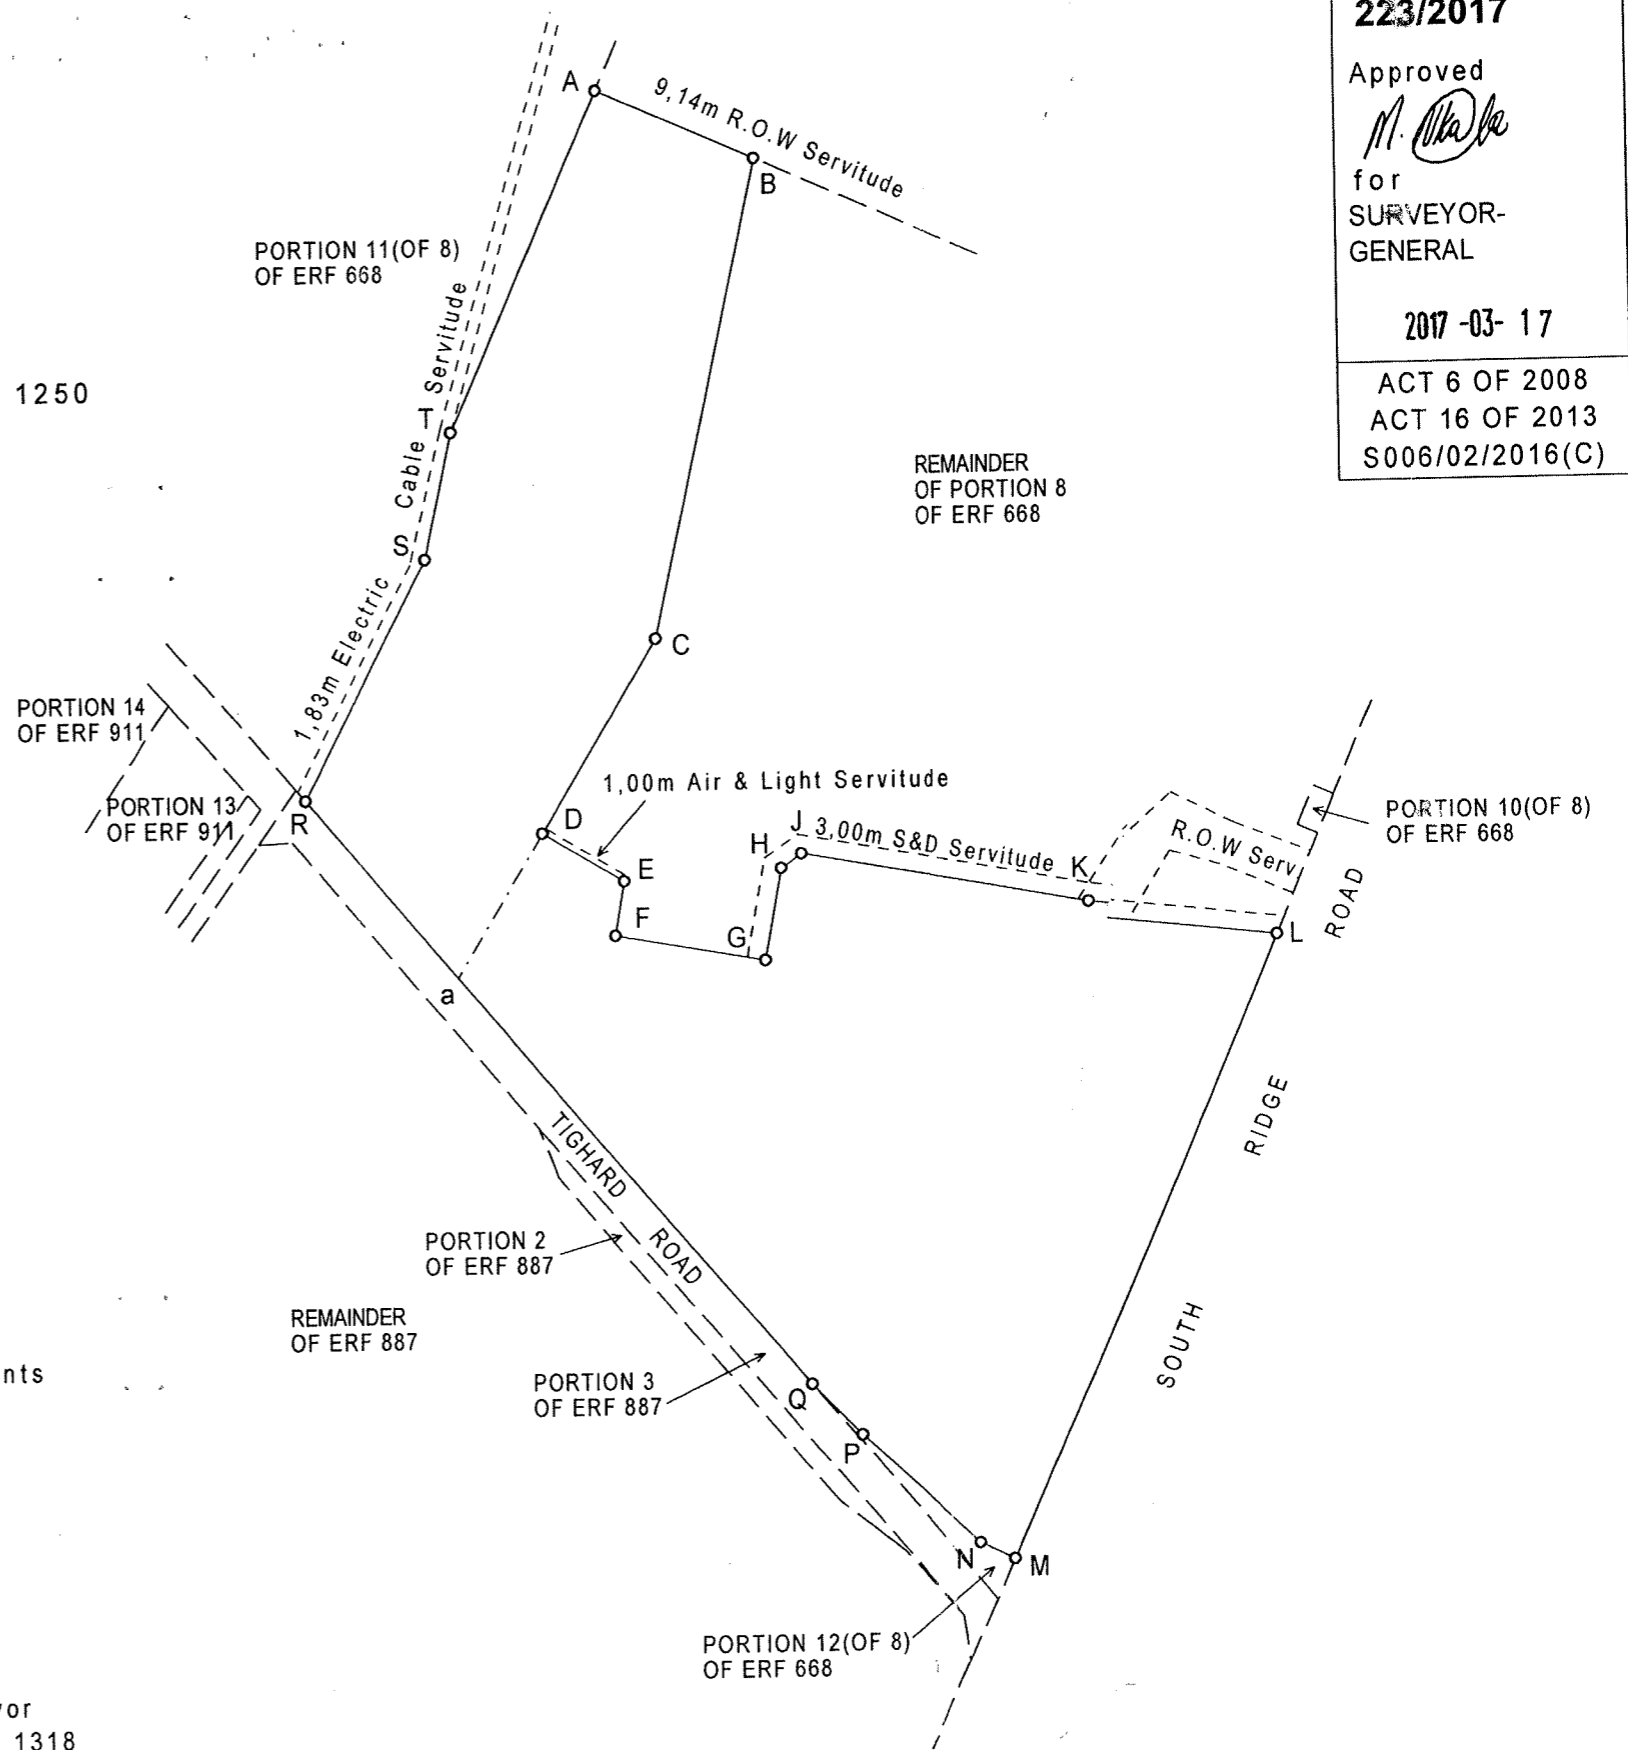 223/2017
Approved
for
SURVEYOR-
GENERAL
2017 -03- 17
ACT 6 OF 2008
ACT 16 OF 2013
S006/02/2016(C)
A
9,14m R.O.W Servitude
B
PORTION 11(OF 8)
OF ERF 668
1250
T
S
1,83m Electric Cable Servitude
REMAINDER
OF PORTION 8
OF ERF 668
C
PORTION 14
OF ERF 911
PORTION 13
OF ERF 911
R
1,00m Air & Light Servitude
D
E
F
G
H
J
3,00m S&D Servitude
K
R.O.W Serv.
L
PORTION 10(OF 8)
OF ERF 668
SOUTH RIDGE ROAD
a
TIGHARD ROAD
PORTION 2
OF ERF 887
REMAINDER
OF ERF 887
PORTION 3
OF ERF 887
nts
Q
P
N
M
PORTION 12(OF 8)
OF ERF 668
or
1318